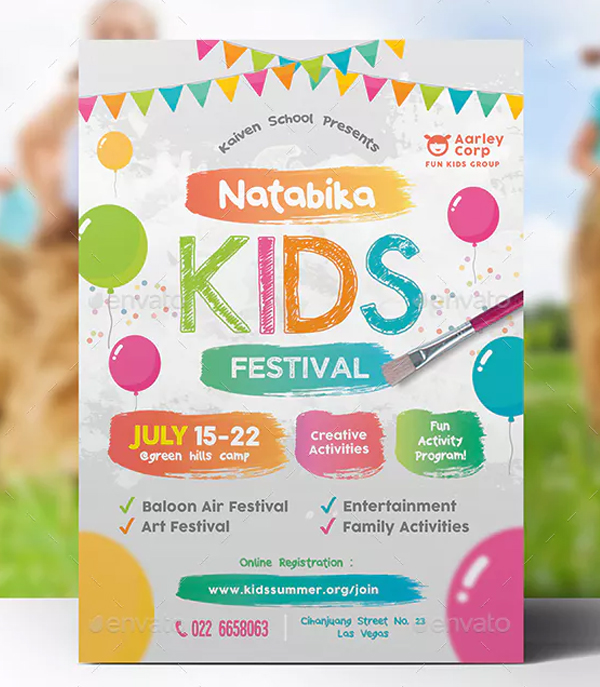 Kaiven School Presents
Aarley
Corp
FUN KIDS GROUP
Natabika
KIDS
FESTIVAL
JULY 15-22
@green hills camp
Creative
Activities
Fun
Activity
Program!
Baloon Air Festival
Entertainment
Art Festival
Family Activities
Online Registration :
www.kidssummer.org/join
022 6658063
Cihanjuang Street No. 23
Las Vegas
envato
envato
envato
envato